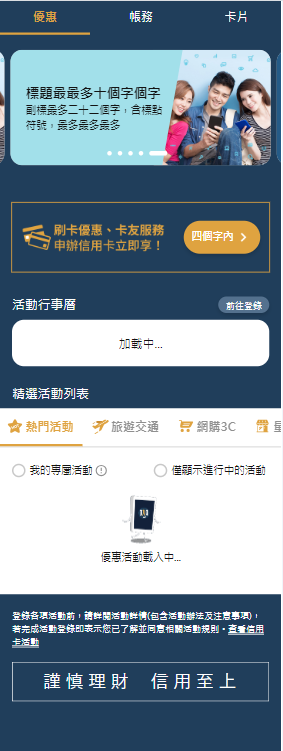 優惠 帳務 卡片
標題最最多十個字個字
副標最多二十二個字，含標點
符號，最多最多最多
刷卡優惠、卡友服務
申辦信用卡立即享！
四個字內
活動行事曆 前往登錄
加載中...
精選活動列表
熱門活動 旅遊交通 網購3C
我的專屬活動 僅顯示進行中的活動
優惠活動載入中...
登錄各項活動前，請詳閱活動詳情(包含活動辦法及注意事項)，
若完成活動登錄即表示您已了解並同意相關活動規則。查看信用
卡活動
謹慎理財 信用至上